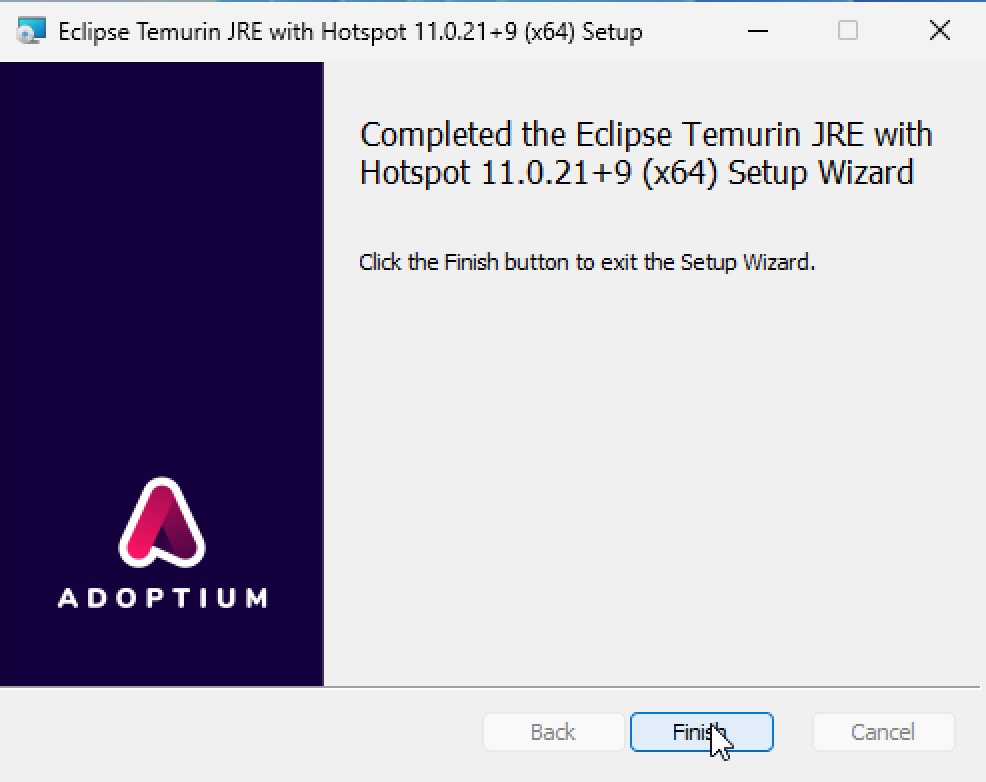 Eclipse Temurin JRE with Hotspot 11.0.21+9 (x64) Setup
Completed the Eclipse Temurin JRE with
Hotspot 11.0.21+9 (x64) Setup Wizard
Click the Finish button to exit the Setup Wizard.
ADOPTIUM
Back
Finish
Cancel